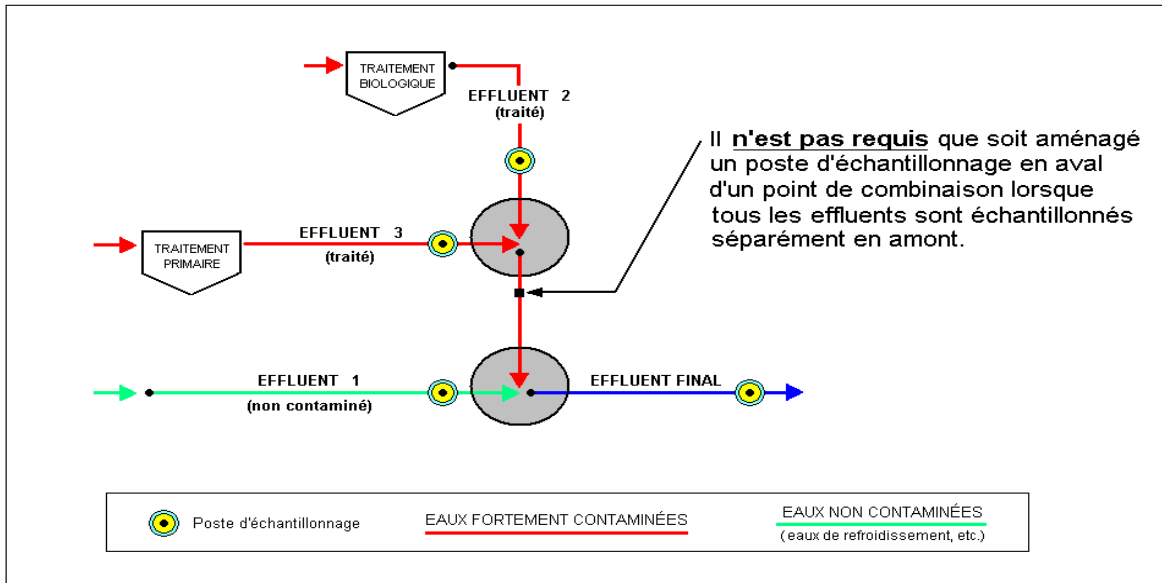 TRAITEMENT
BIOLOGIQUE
EFFLUENT 2
(traité)
Il n'est pas requis que soit aménagé
un poste d'échantillonnage en aval
d'un point de combinaison lorsque
tous les effluents sont échantillonnés
séparément en amont.
TRAITEMENT
PRIMAIRE
EFFLUENT 3
(traité)
EFFLUENT 1
(non contaminé)
EFFLUENT FINAL
Poste d'échantillonnage
EAUX FORTEMENT CONTAMINÉES
EAUX NON CONTAMINÉES
(eaux de refroidissement, etc.)